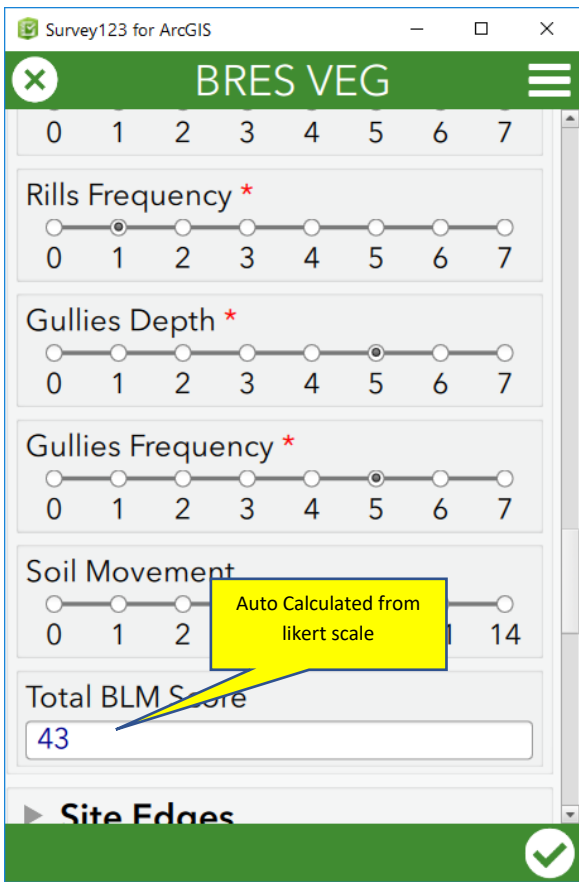 Survey123 for ArcGIS
BRES VEG
0 1 2 3 4 5 6 7
Rills Frequency *
0 1 2 3 4 5 6 7
Gullies Depth *
0 1 2 3 4 5 6 7
Gullies Frequency *
0 1 2 3 4 5 6 7
Soil Movement
0 1 2 14
Auto Calculated from
likert scale
Total BLM Score
43
Site Edges